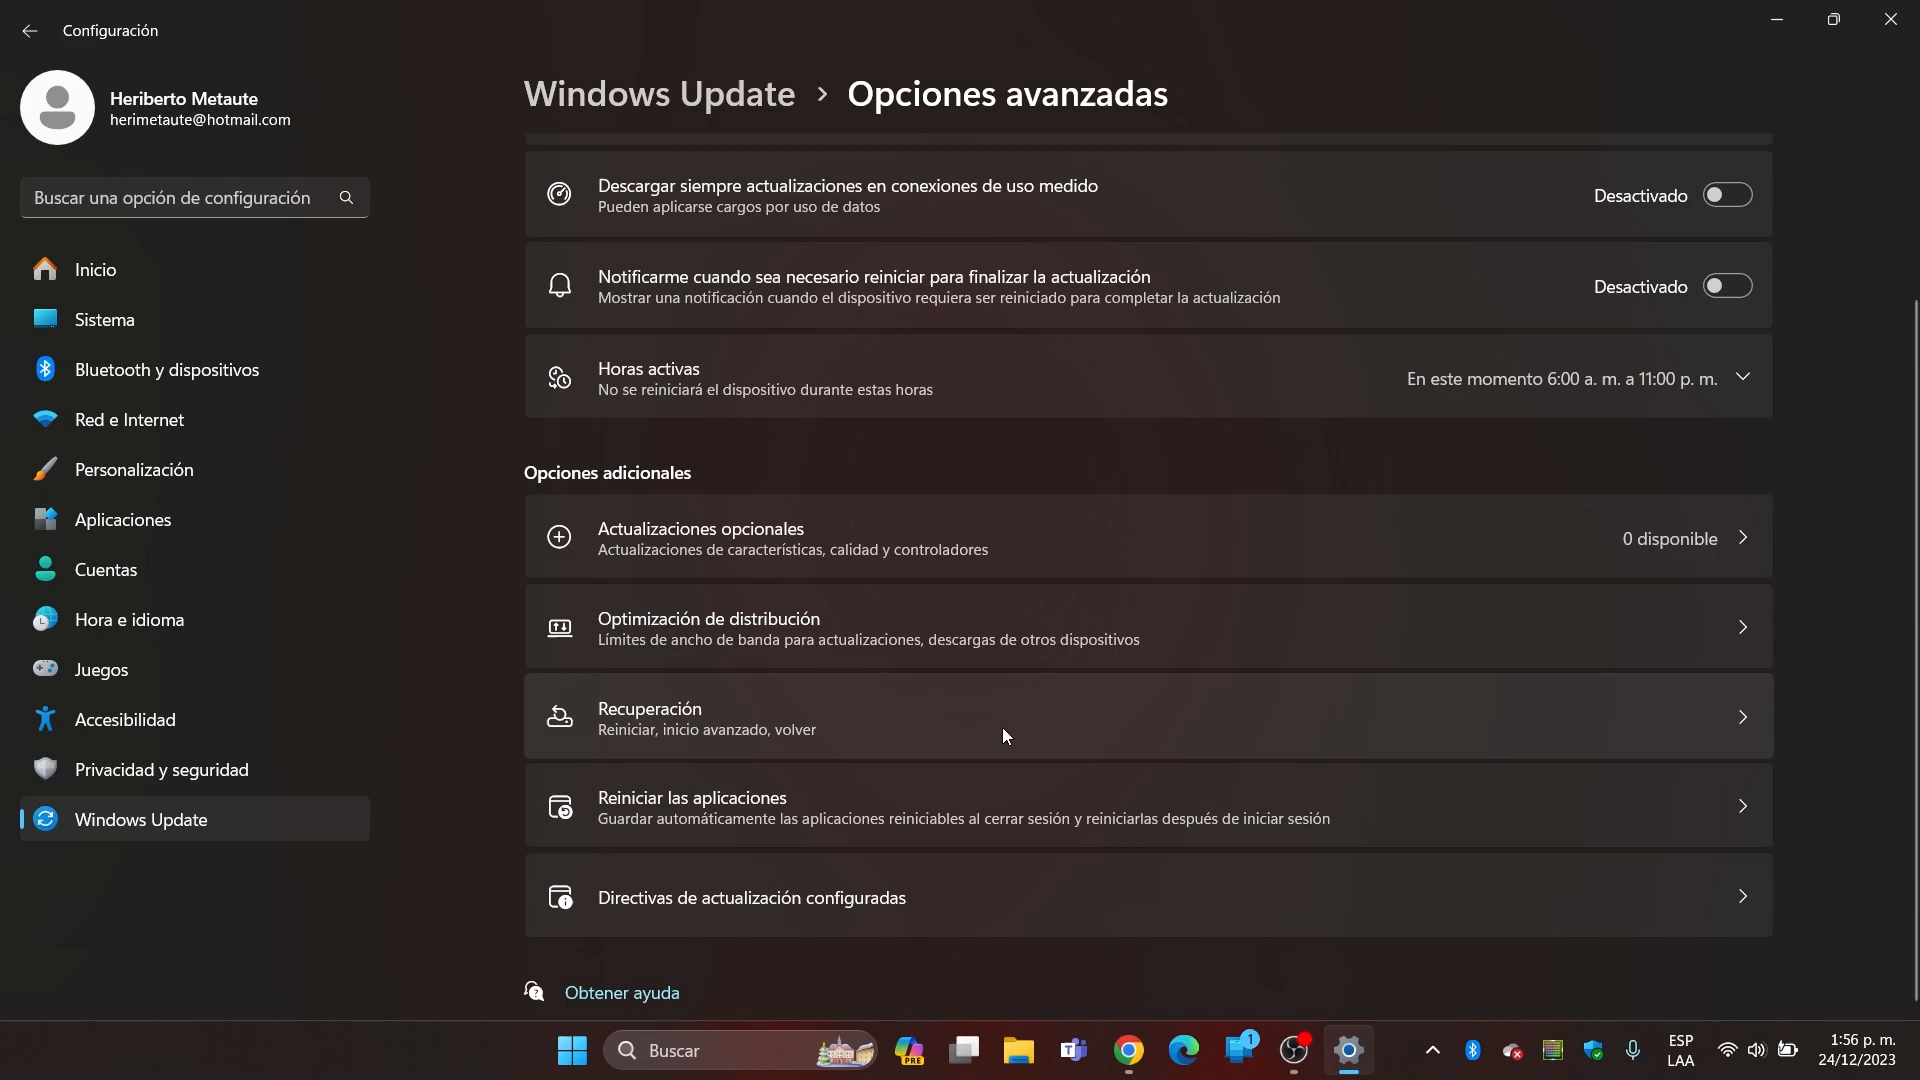 Configuración
Heriberto Metaute
herimetaute@hotmail.com
Buscar una opción de configuración
Inicio
Sistema
Bluetooth y dispositivos
Red e Internet
Personalización
Aplicaciones
Cuentas
Hora e idioma
Juegos
Accesibilidad
Privacidad y seguridad
Windows Update
Windows Update > Opciones avanzadas
Descargar siempre actualizaciones en conexiones de uso medido
Pueden aplicarse cargos por uso de datos
Desactivado
Notificarme cuando sea necesario reiniciar para finalizar la actualización
Mostrar una notificación cuando el dispositivo requiera ser reiniciado para completar la actualización
Desactivado
Horas activas
No se reiniciará el dispositivo durante estas horas
En este momento 6:00 a. m. a 11:00 p. m.
Opciones adicionales
Actualizaciones opcionales
Actualizaciones de características, calidad y controladores
0 disponible
Optimización de distribución
Límites de ancho de banda para actualizaciones, descargas de otros dispositivos
Recuperación
Reiniciar, inicio avanzado, volver
Reiniciar las aplicaciones
Guardar automáticamente las aplicaciones reiniciables al cerrar sesión y reiniciarlas después de iniciar sesión
Directivas de actualización configuradas
Obtener ayuda
Buscar
PRE
1
ESP
LAA
1:56 p. m.
24/12/2023